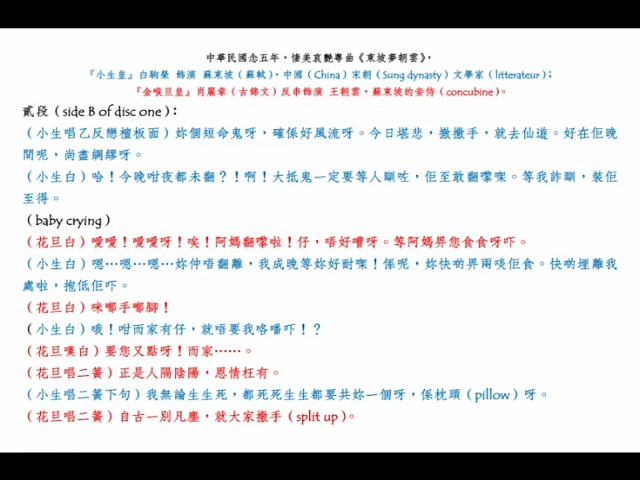 中華民國念五年，悽美哀艷粵曲《東坡夢朝雲》，
『小生皇』白駒榮 飾演 蘇東坡（蘇軾)，中國（China）宋朝（Sung dynasty）文學家（litterateur）；
『金喉旦皇』肖麗章（古錦文）反串飾演 王朝雲，蘇東坡的妾侍（concubine）。
貳段（side B of disc one）：
（小生唱乙反戀檀板面）妳個短命鬼呀，確係好風流呀。今日堪悲，撒撒手，就去仙道。好在佢晚
間呢，尚盡綢繆呀。
（小生白）哈！今晚咁夜都未翻？！啊！大抵鬼一定要等人瞓咗，佢至敢翻嚟㗎。等我詐瞓，裝佢
至得。
（baby crying）
（花旦白）噯噯！噯噯呀！唉！阿媽翻嚟啦！仔，唔好嘈呀。等阿媽畀您食食呀吓。
（小生白）嗯…嗯…嗯…妳仲唔翻離，我成晚等妳好耐㗎！係呢，妳快啲畀兩啖佢食。快啲埋離我
處啦，抱低佢吓。
（花旦白）咪嘟手嘟腳！
（小生白）哦！咁而家有仔，就唔要我咯噃吓！？
（花旦嘆白）要您又點呀！而家……。
（花旦唱二簧）正是人隔陰陽，恩情枉有。
（小生唱二簧下句）我無論生生死，都死死生生都要共妳一個呀，係枕頭（pillow）呀。
（花旦唱二簧）自古一別凡塵，就大家撒手（split up）。